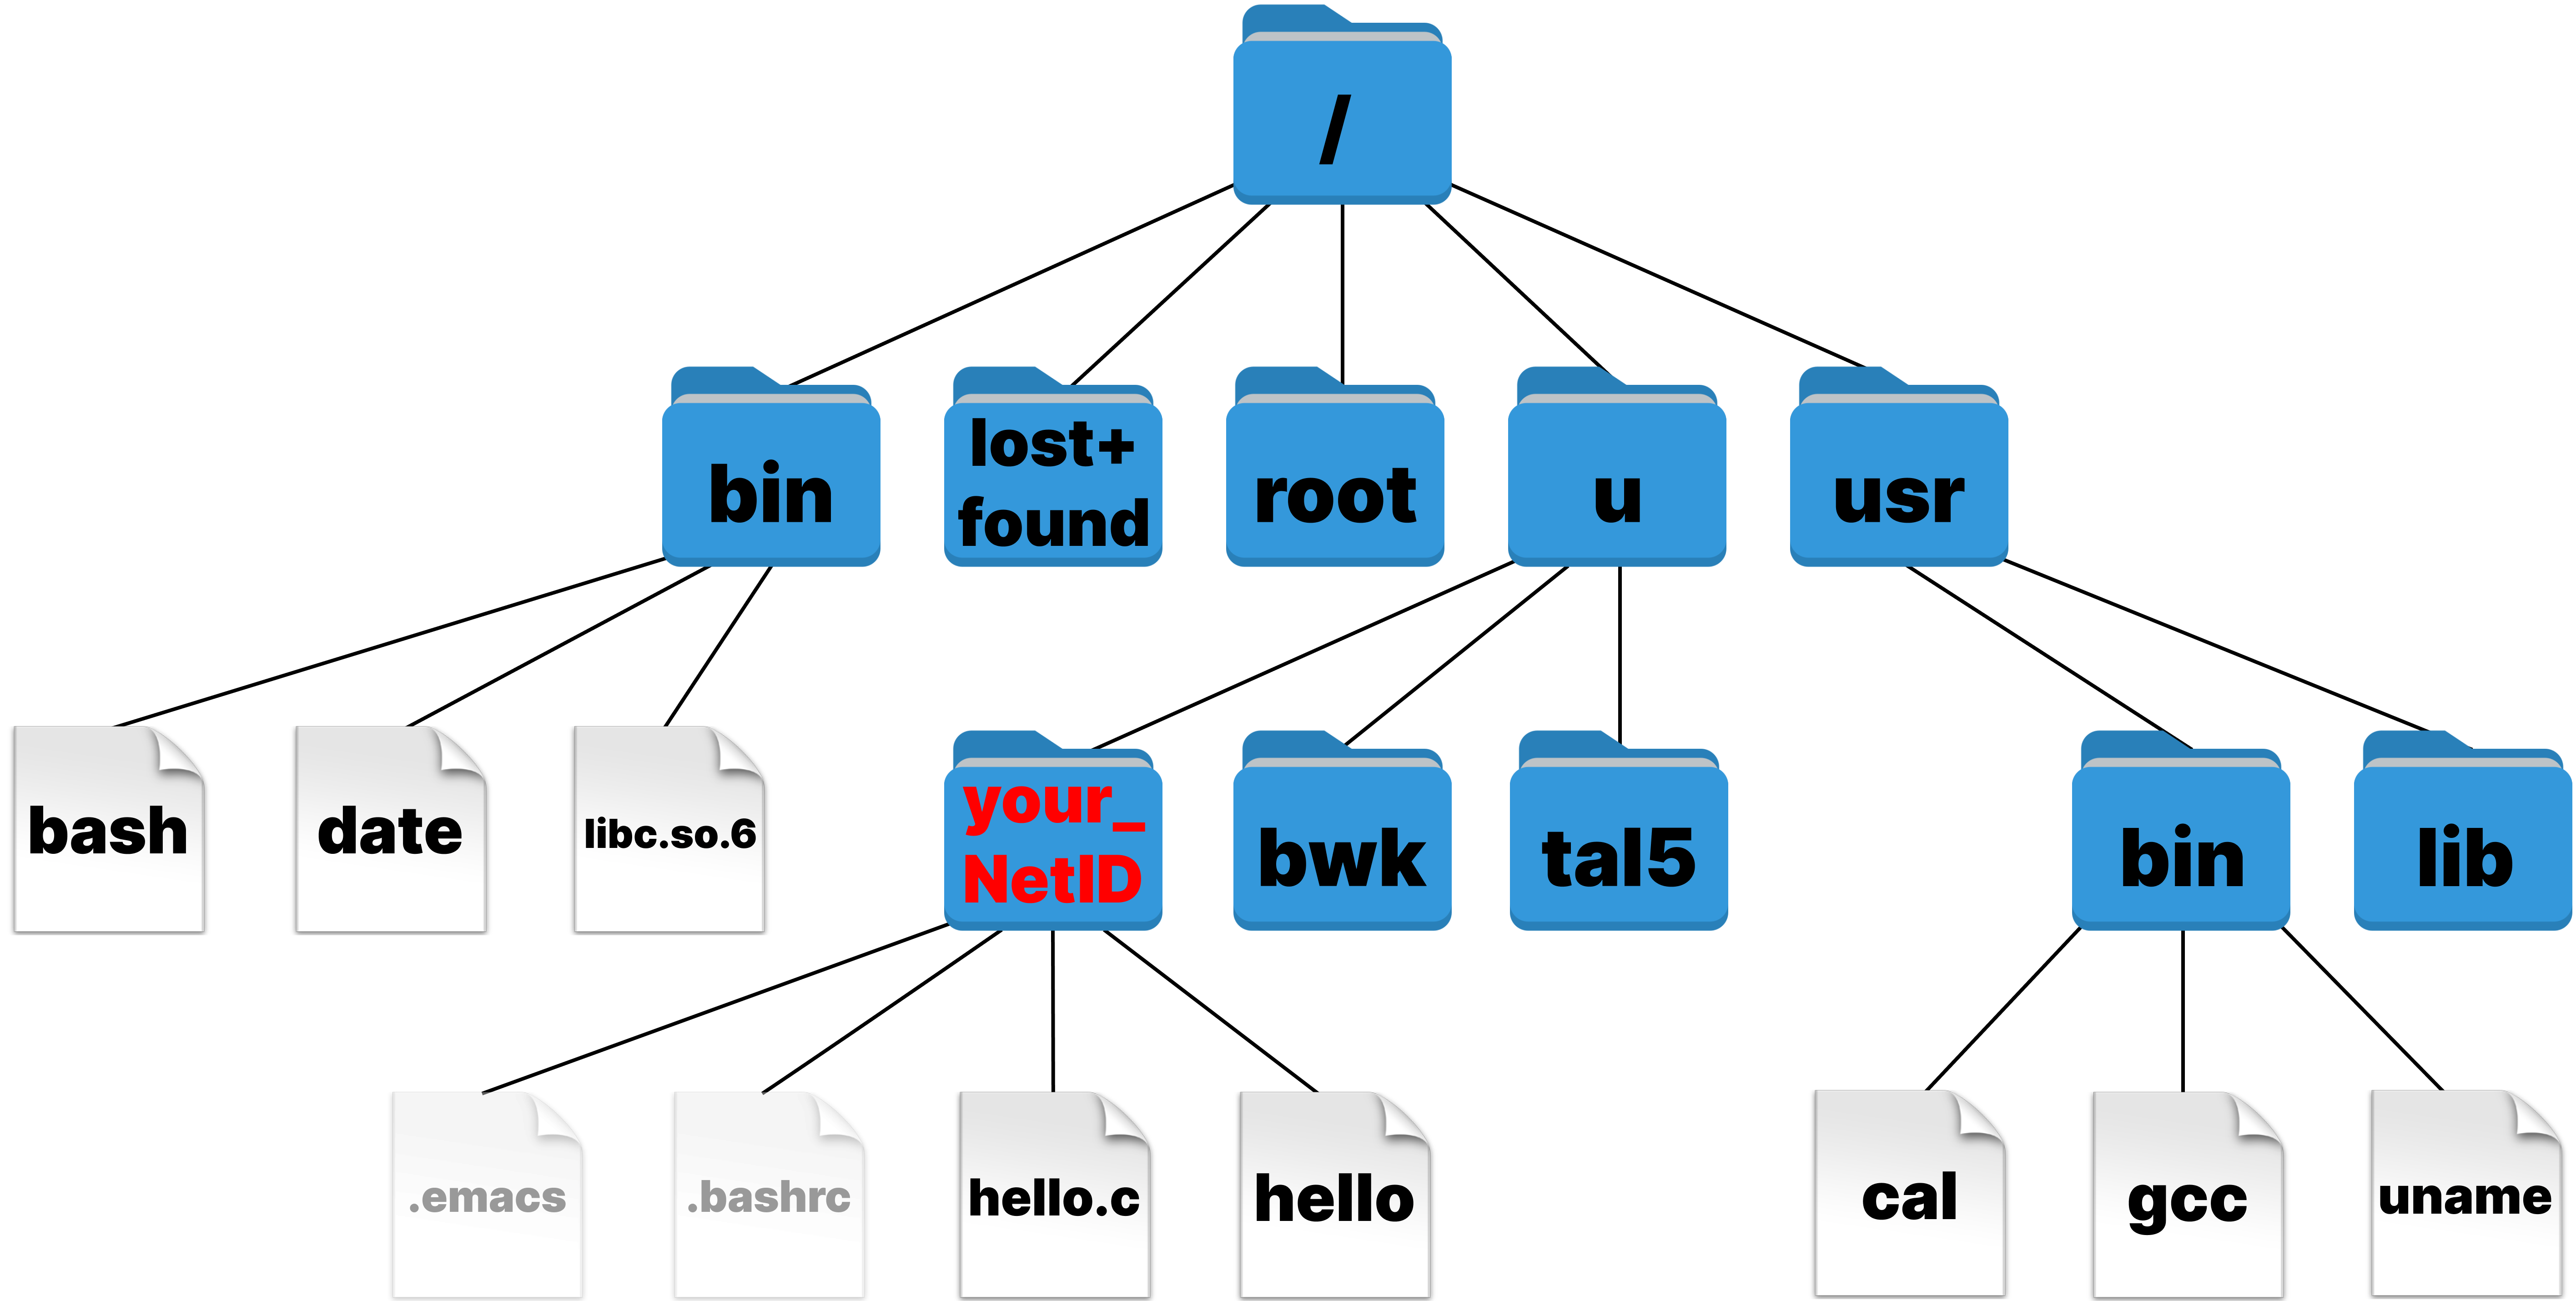 /
bin
lost+
found
root
u
usr
bash
date
libc.so.6
your_
NetID
bwk
tal5
bin
lib
.emacs
.bashrc
hello.c
hello
cal
gcc
uname